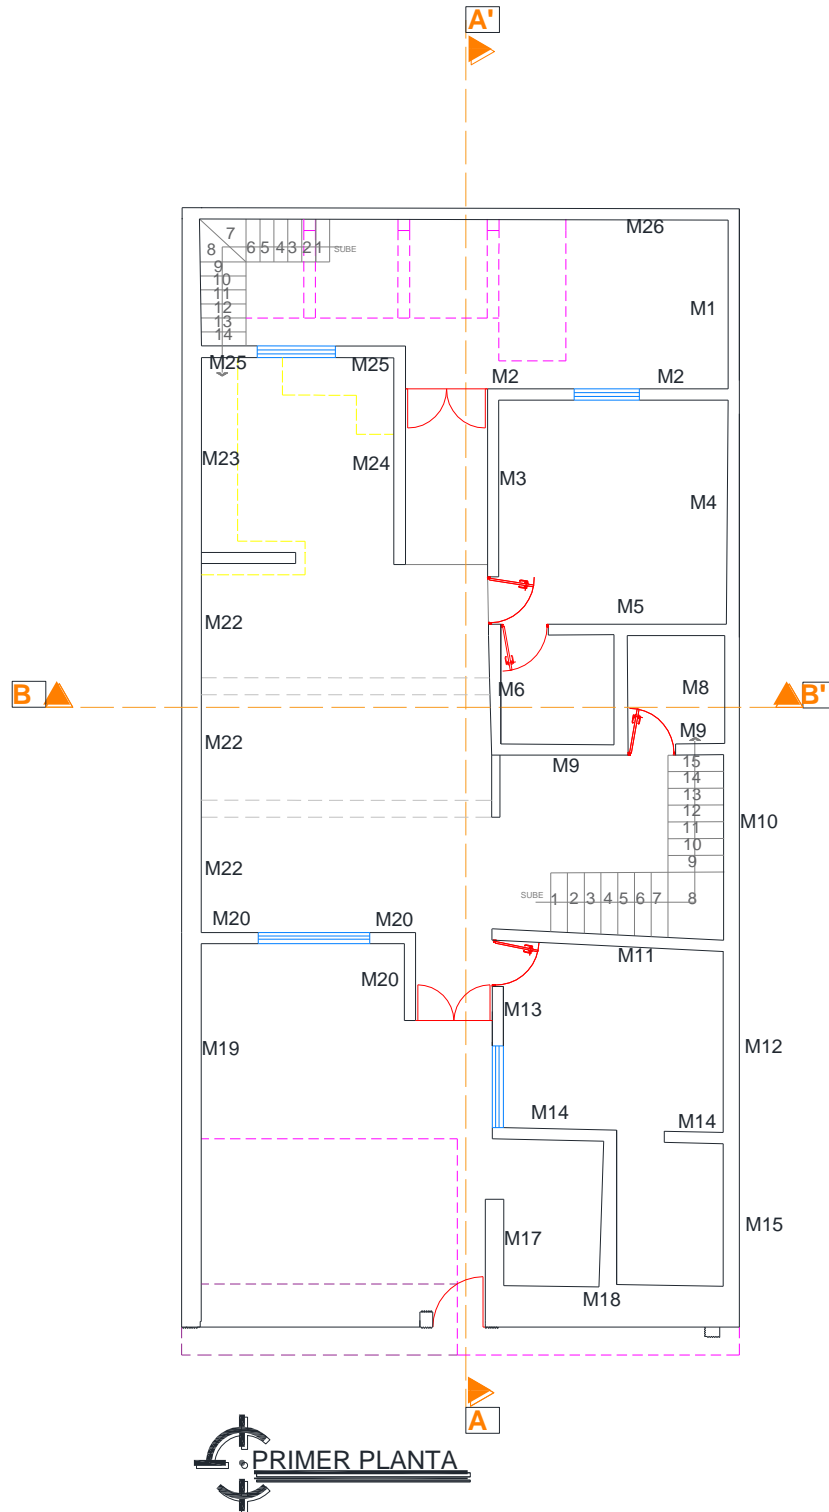 A'
M26
7
8
6 5 4 3 2 1
SUBE
9
10
11
12
13
14
M1
M25
M25
M2
M2
M23
M24
M3
M4
M5
M22
M6
M8
B
B'
M22
M9
M9
15
14
13
12
11
10
9
M10
M22
SUBE
1 2 3 4 5 6 7 8
M20
M20
M11
M20
M13
M19
M12
M14
M14
M17
M15
M18
A
PRIMER PLANTA